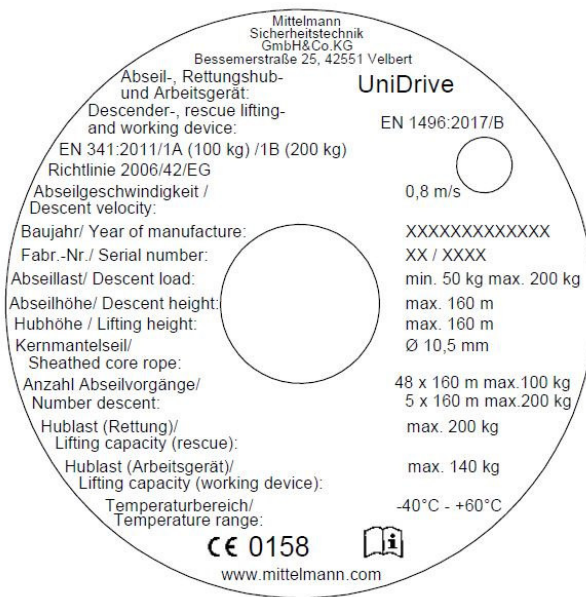 Mittelmann
Sicherheitstechnik
GmbH&Co.KG
Bessemerstraße 25, 42551 Velbert
Abseil-, Rettungshub-
und Arbeitsgerät:
UniDrive
Descender-, rescue lifting-
and working device:
EN 1496:2017/B
EN 341:2011/1A (100 kg) /1B (200 kg)
Richtlinie 2006/42/EG
Abseilgeschwindigkeit / 0,8 m/s
Descent velocity:
Baujahr/ Year of manufacture: XXXXXXXXXXXXX
Fabr.-Nr./ Serial number: XX / XXXX
Abseillast/ Descent load: min. 50 kg max. 200 kg
Abseilhöhe/ Descent height: max. 160 m
Hubhöhe / Lifting height: max. 160 m
Kernmantelseil/ Ø 10,5 mm
Sheathed core rope:
Anzahl Abseilvorgänge/ 48 x 160 m max.100 kg
Number descent: 5 x 160 m max.200 kg
Hublast (Rettung)/ max. 200 kg
Lifting capacity (rescue):
Hublast (Arbeitsgerät)/ max. 140 kg
Lifting capacity (working device):
Temperaturbereich/ -40°C - +60°C
Temperature range:
CE 0158
www.mittelmann.com